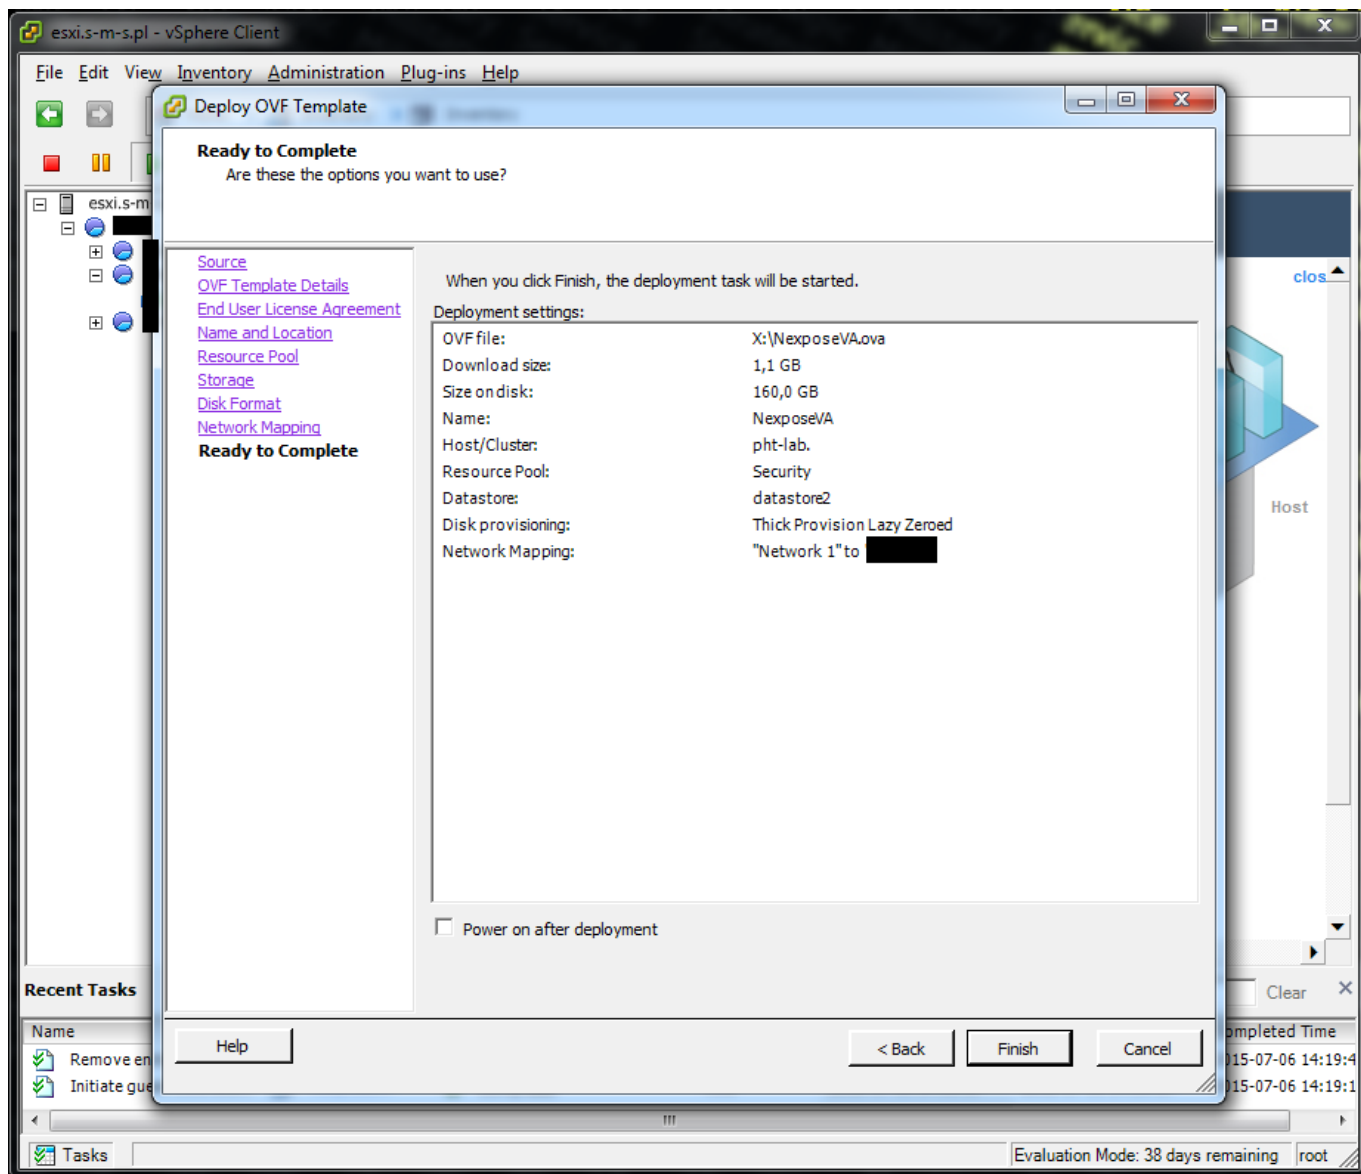 esxi.s-m-s.pl - vSphere Client
File Edit View Inventory Administration Plug-ins Help
Deploy OVF Template
Inventory
Ready to Complete
Are these the options you want to use?
esxi.s-m
Source
OVF Template Details
End User License Agreement
Name and Location
Resource Pool
Storage
Disk Format
Network Mapping
Ready to Complete
When you click Finish, the deployment task will be started.
Deployment settings:
OVF file: X:\NexposeVA.ova
Download size: 1,1 GB
Size on disk: 160,0 GB
Name: NexposeVA
Host/Cluster: pht-lab.
Resource Pool: Security
Datastore: datastore2
Disk provisioning: Thick Provision Lazy Zeroed
Network Mapping: "Network 1" to
Power on after deployment
clos
Host
Recent Tasks
Clear
Name
ompleted Time
Remove en
015-07-06 14:19:4
Initiate gue
015-07-06 14:19:1
Help < Back Finish Cancel
Tasks
Evaluation Mode: 38 days remaining root